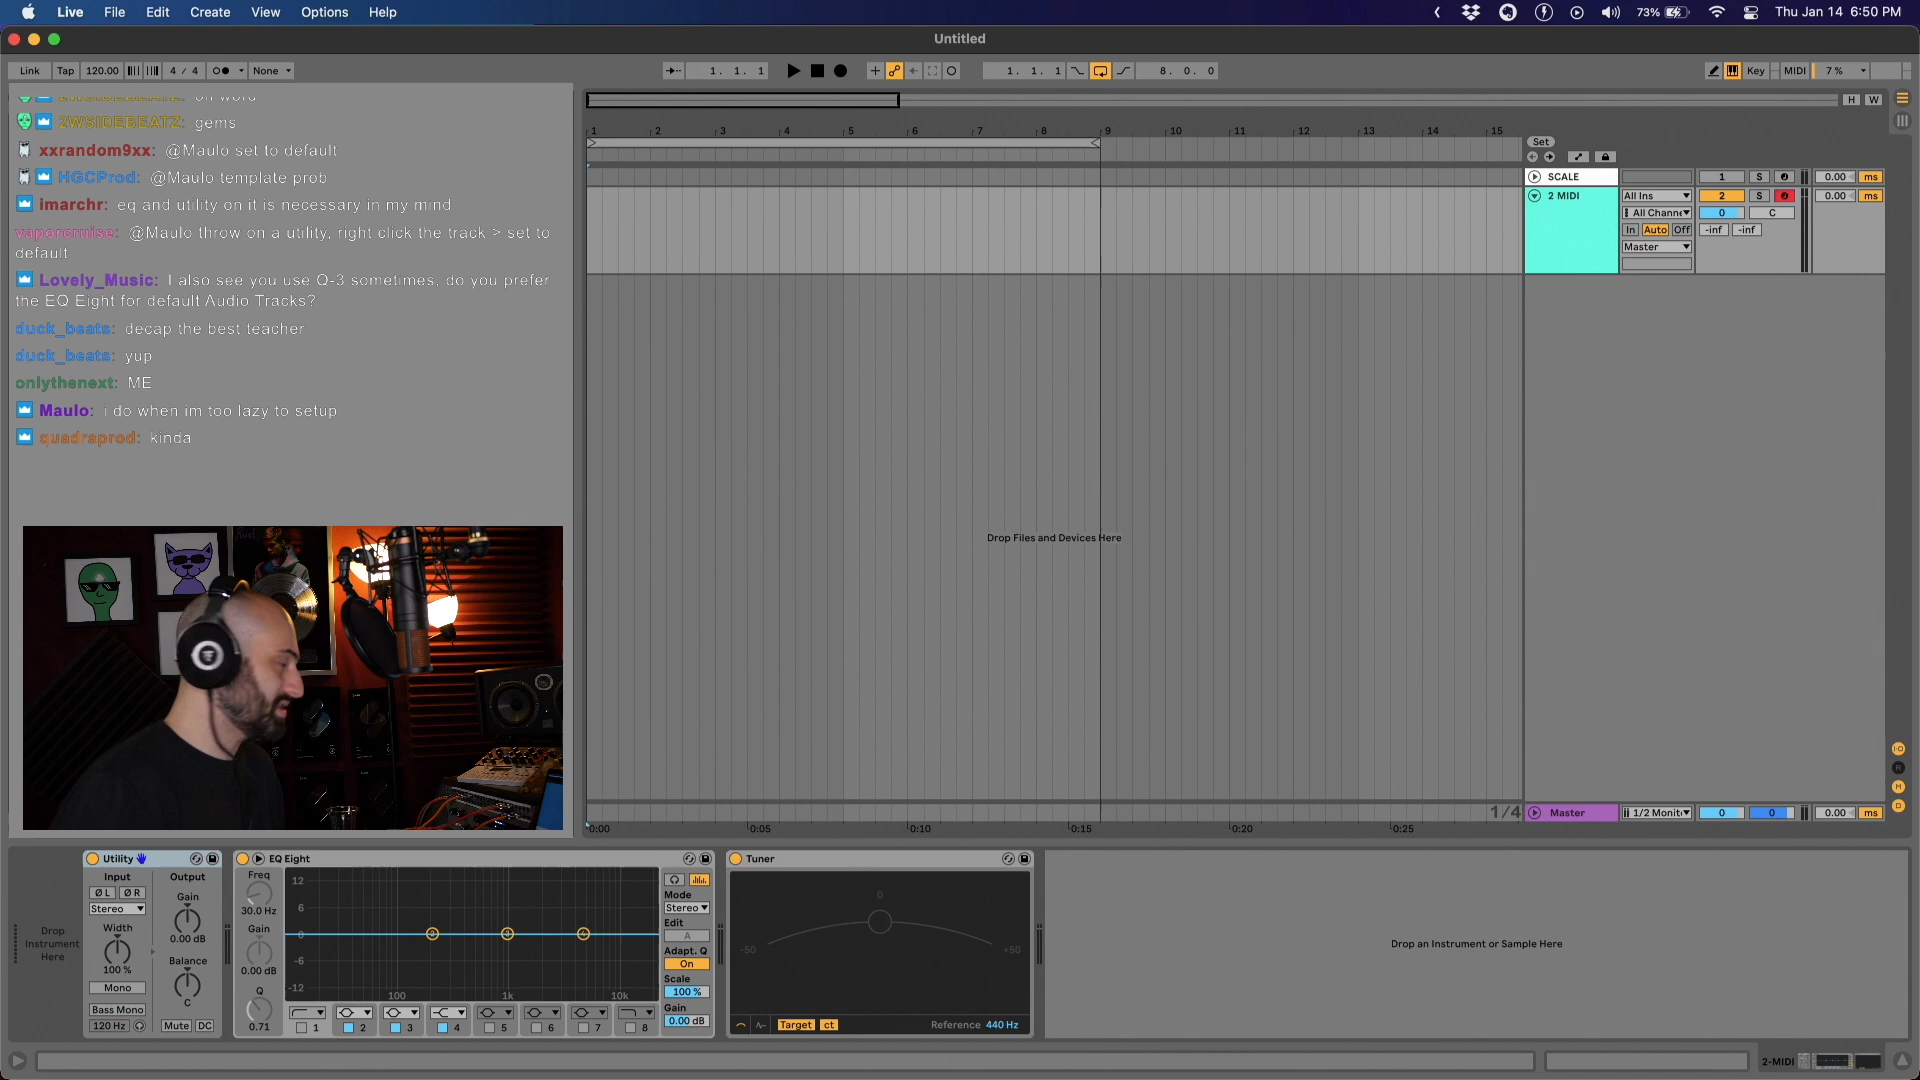 Live File Edit Create View Options Help
73% Thu Jan 14 6:50 PM
Untitled
Link Tap 120.00 4 / 4 None 1. 1. 1 1. 1. 1 8. 0. 0 Key MIDI 7 %
H W
2WSIDEBEATZ: on word
2WSIDEBEATZ: gems
xxrandom9xx: @Maulo set to default
HGCProd: @Maulo template prob
imarchr: eq and utility on it is necessary in my mind
vaporcruise: @Maulo throw on a utility, right click the track > set to
default
Lovely_Music: I also see you use Q-3 sometimes, do you prefer
the EQ Eight for default Audio Tracks?
duck_beats: decap the best teacher
duck_beats: yup
onlythenext: ME
Maulo: i do when im too lazy to setup
quadraprod: kinda
1 2 3 4 5 6 7 8 9 10 11 12 13 14 15
Set
SCALE 1 S 0.00 ms
2 MIDI All Ins 2 S 0.00 ms
All Channe 0 C
In Auto Off -inf -inf
Master
Drop Files and Devices Here
1/4 Master 1/2 Monit 0 0 0.00 ms
0:00 0:05 0:10 0:15 0:20 0:25
Drop
Instrument
Here
Utility
Input Output
Ø L Ø R Gain
Stereo
0.00 dB
Width
100 %
Balance
C
Mono
Bass Mono
120 Hz Mute DC
EQ Eight
Freq
30.0 Hz
Gain
0.00 dB
Q
0.71
12
6
0
-6
-12
100 1k 10k
2 3 4
1 2 3 4 5 6 7 8
Mode
Stereo
Edit
A
Adapt. Q
On
Scale
100 %
Gain
0.00 dB
Tuner
0
-50 +50
Target ct Reference 440 Hz
Drop an Instrument or Sample Here
2-MIDI